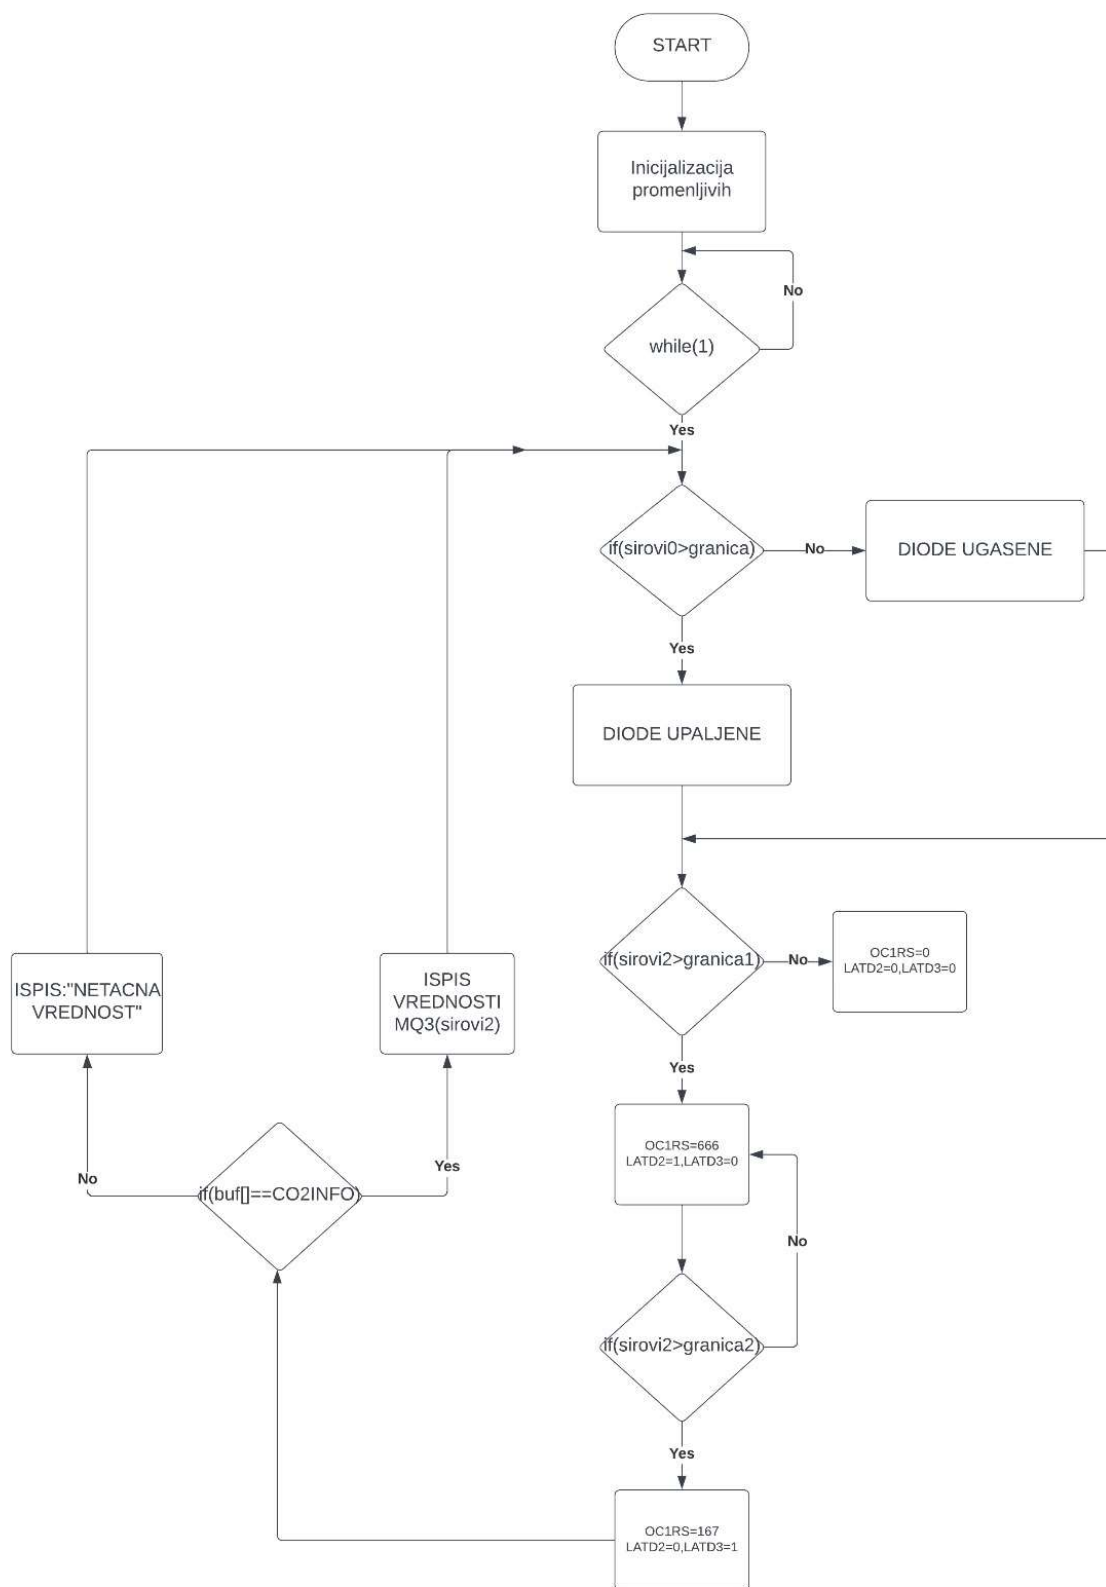 START
Inicijalizacija
promenljivih
No
while(1)
Yes
if(sirovi0>granica)
No
DIODE UGASENE
Yes
DIODE UPALJENE
if(sirovi2>granica1)
No
OC1RS=0
LATD2=0,LATD3=0
ISPIS:"NETACNA
VREDNOST"
ISPIS
VREDNOSTI
MQ3(sirovi2)
Yes
OC1RS=666
LATD2=1,LATD3=0
No
if(buf[]==CO2INFO)
Yes
No
if(sirovi2>granica2)
Yes
OC1RS=167
LATD2=0,LATD3=1